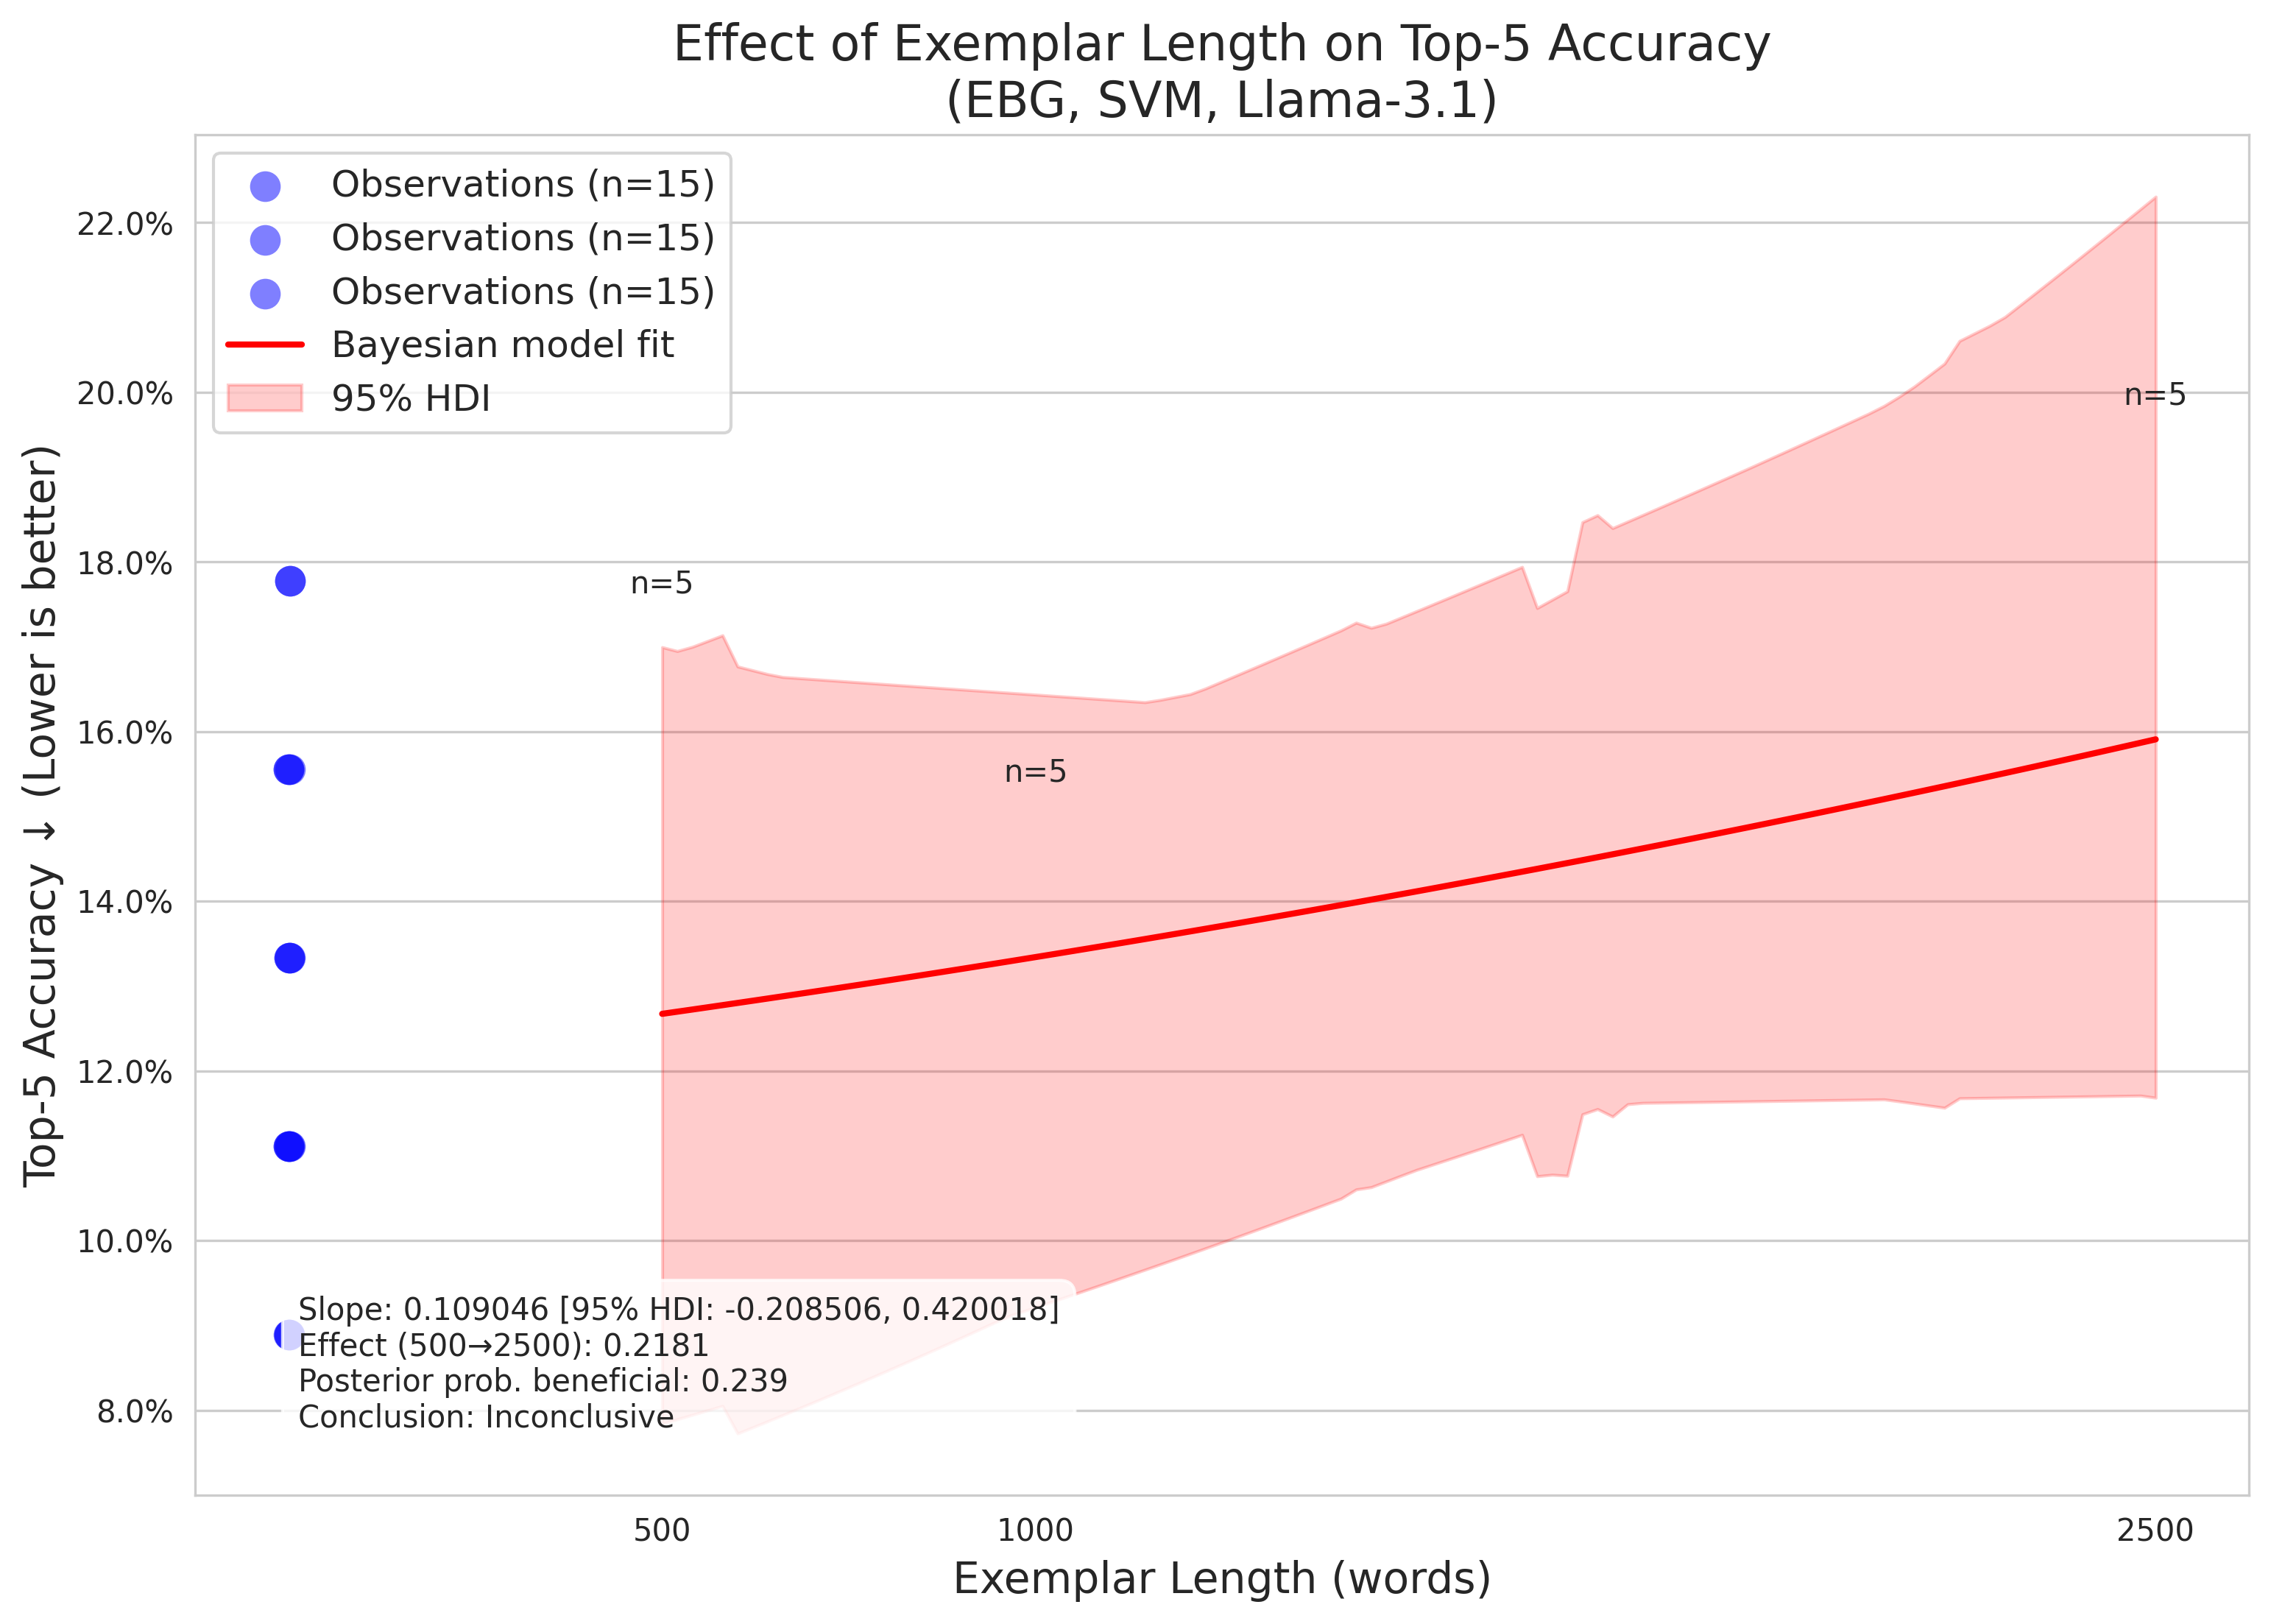 Effect of Exemplar Length on Top-5 Accuracy
(EBG, SVM, Llama-3.1)
Observations (n=15)
Observations (n=15)
Observations (n=15)
Bayesian model fit
95% HDI
Top-5 Accuracy ↓ (Lower is better)
22.0%
20.0%
18.0%
16.0%
14.0%
12.0%
10.0%
8.0%
n=5
n=5
n=5
Slope: 0.109046 [95% HDI: -0.208506, 0.420018]
Effect (500→2500): 0.2181
Posterior prob. beneficial: 0.239
Conclusion: Inconclusive
500
1000
2500
Exemplar Length (words)